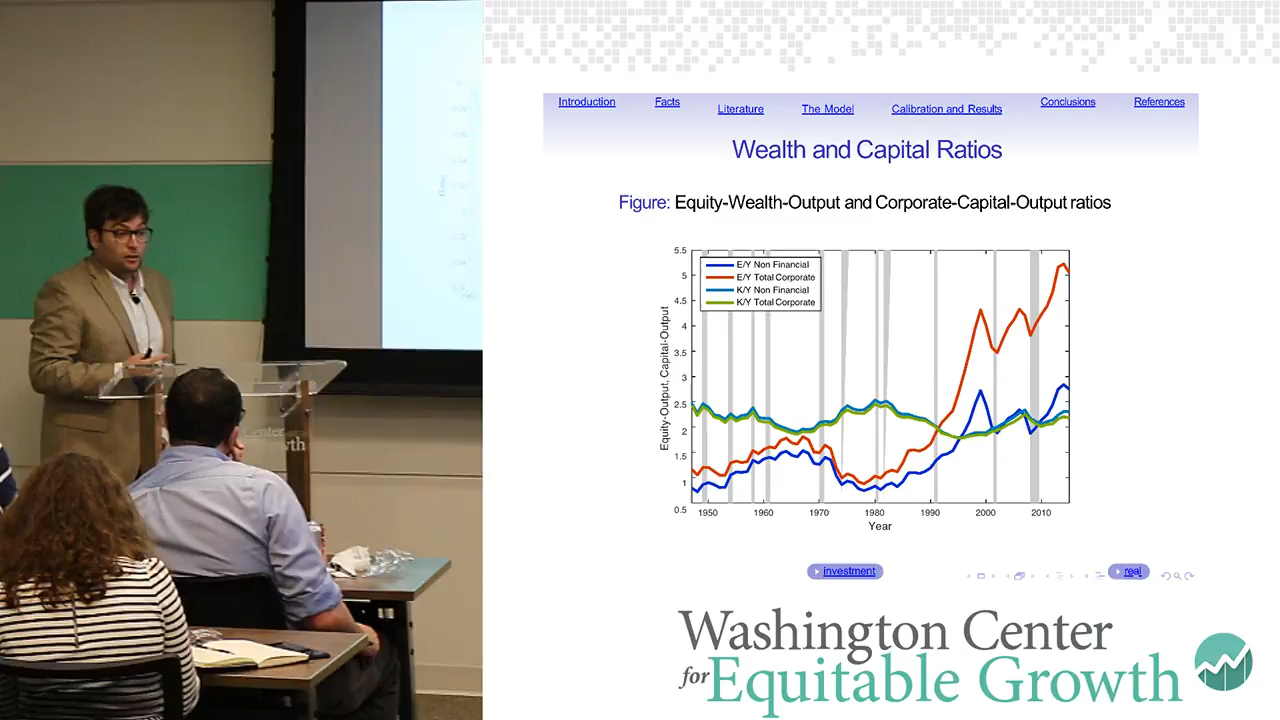 Introduction Facts Literature The Model Calibration and Results Conclusions References
Wealth and Capital Ratios
Figure: Equity-Wealth-Output and Corporate-Capital-Output ratios
5.5
5
4.5
4
3.5
3
2.5
2
1.5
1
0.5
Equity-Output, Capital-Output
E/Y Non Financial
E/Y Total Corporate
K/Y Non Financial
K/Y Total Corporate
1950 1960 1970 1980 1990 2000 2010
Year
investment
real
Center
wth
Washington Center
for Equitable Growth